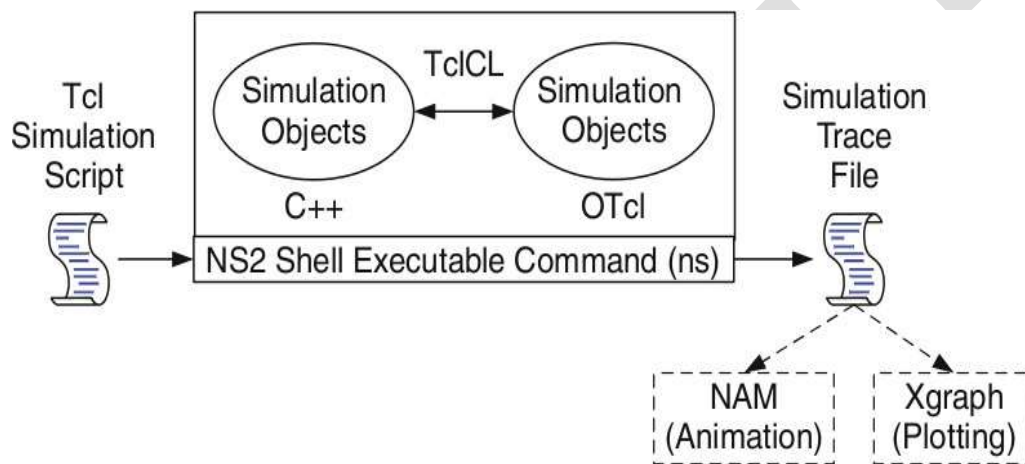 Tcl
Simulation
Script
Simulation
Objects
C++
TclCL
Simulation
Objects
OTcl
NS2 Shell Executable Command (ns)
Simulation
Trace
File
NAM
(Animation)
Xgraph
(Plotting)